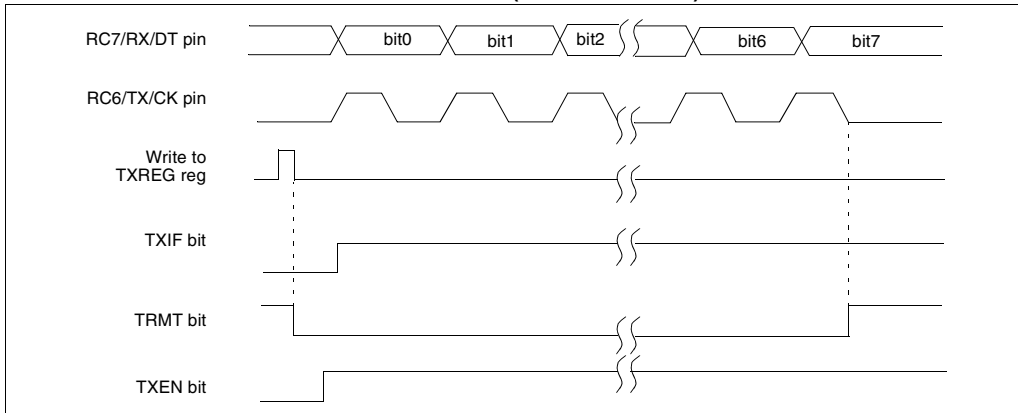 RC7/RX/DT pin
bit0
bit1
bit2
bit6
bit7
RC6/TX/CK pin
Write to
TXREG reg
TXIF bit
TRMT bit
TXEN bit